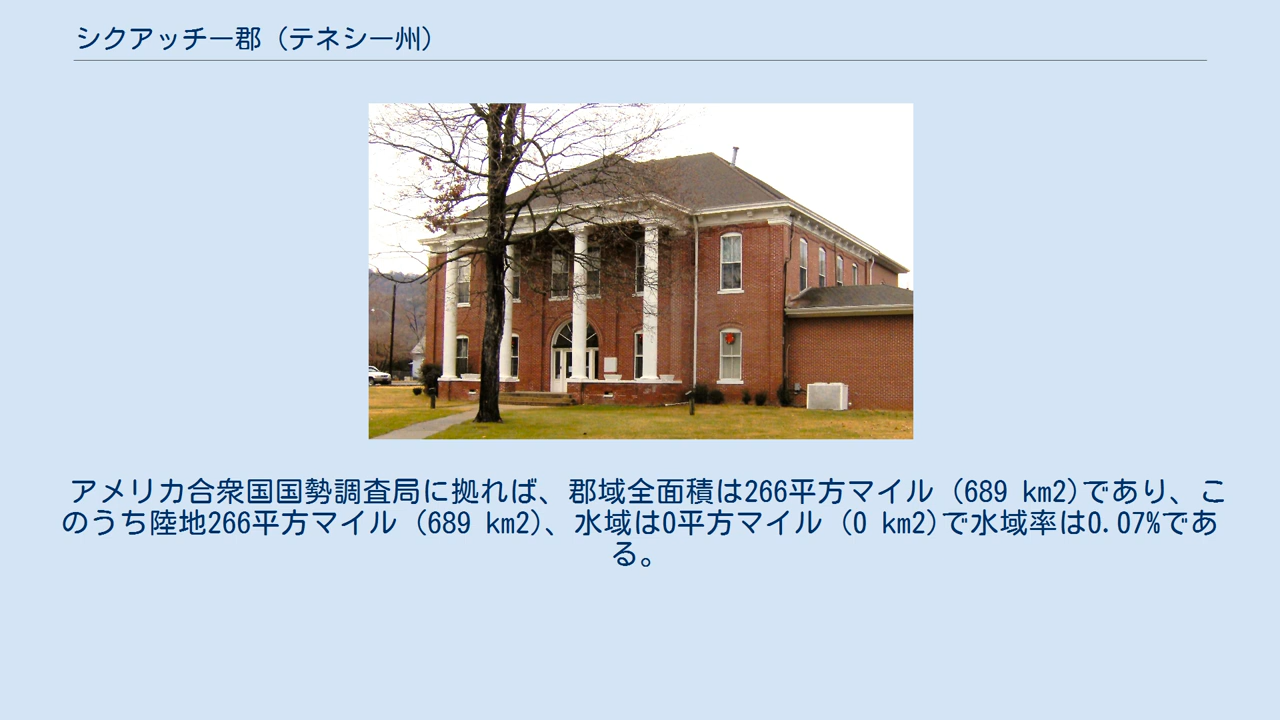 シクアッチー郡 (テネシー州)
アメリカ合衆国国勢調査局に拠れば、郡域全面積は266平方マイル (689 km2)であり、こ
のうち陸地266平方マイル (689 km2)、水域は0平方マイル (0 km2)で水域率は0.07%であ
る。